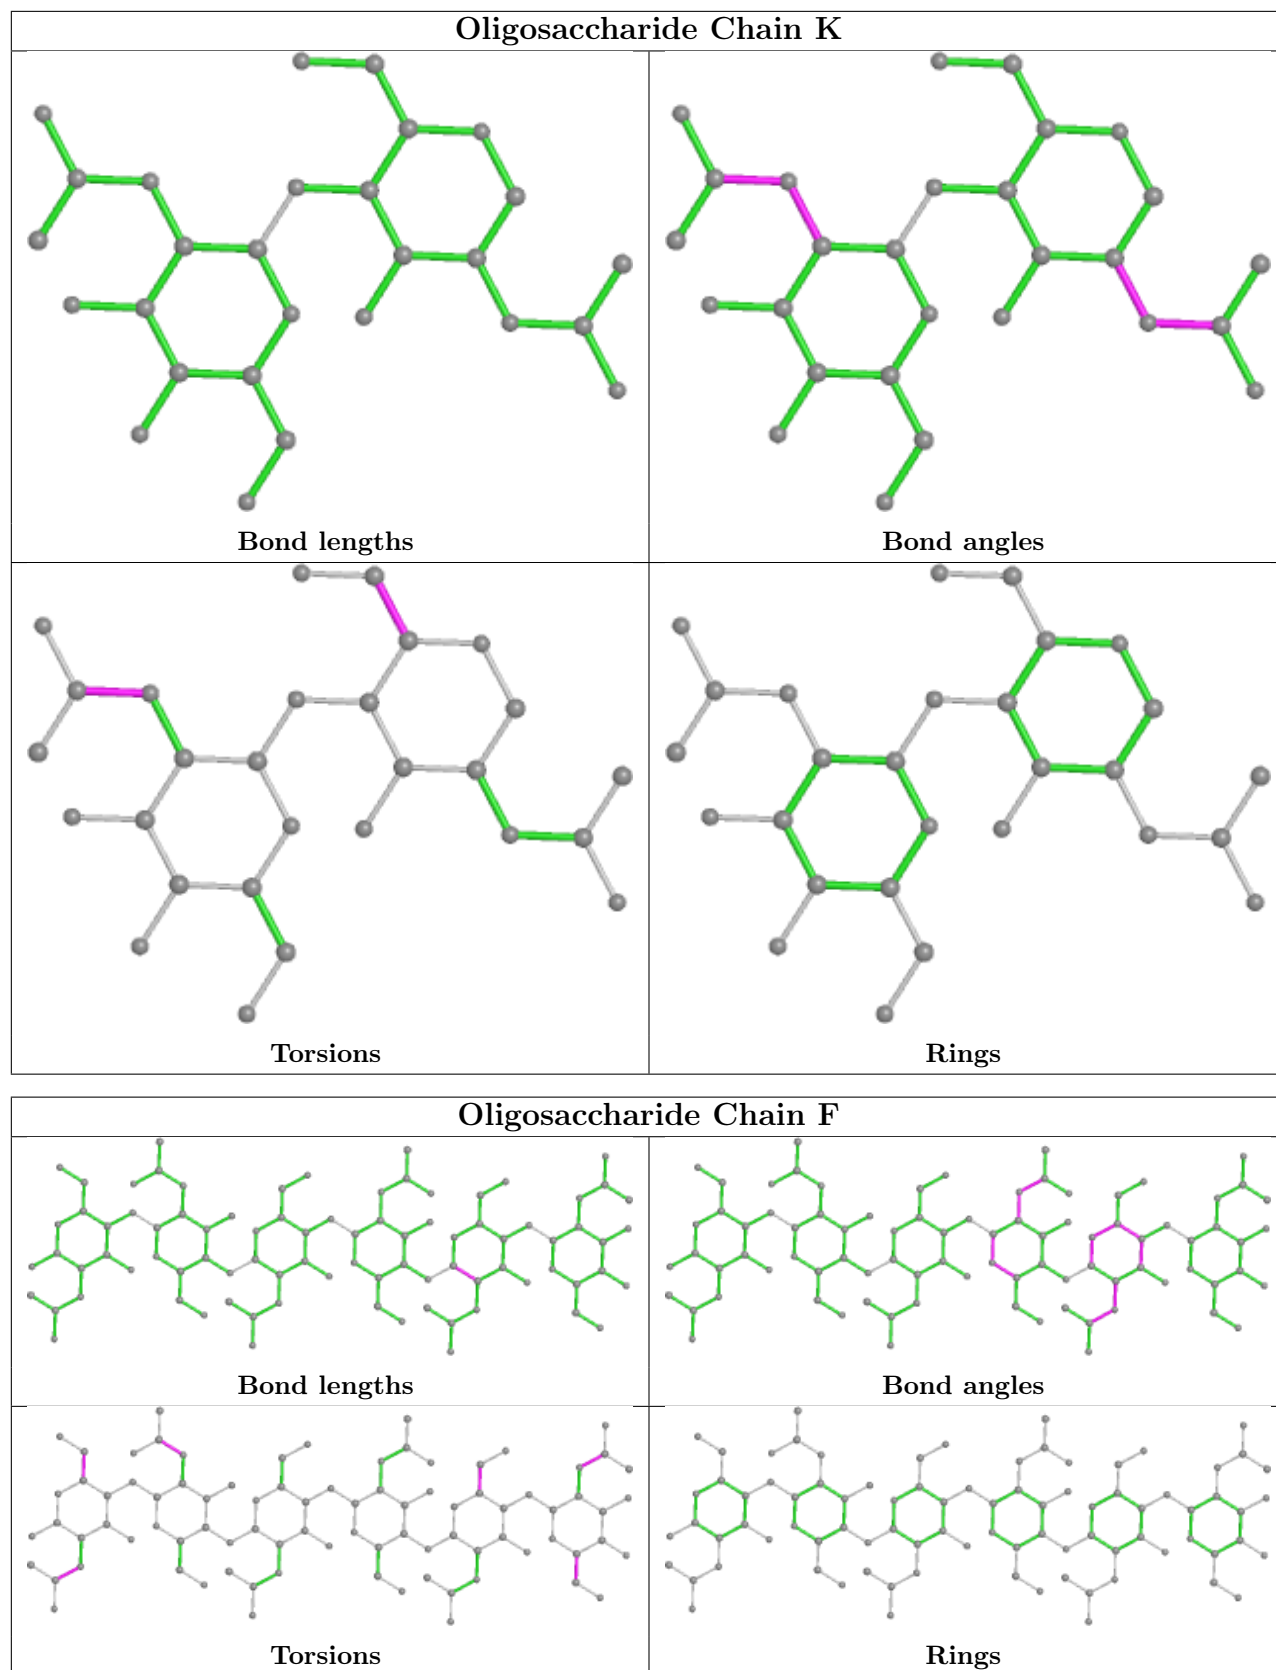 Oligosaccharide Chain K
Bond lengths
Bond angles
Torsions
Rings
Oligosaccharide Chain F
Bond lengths
Bond angles
Torsions
Rings